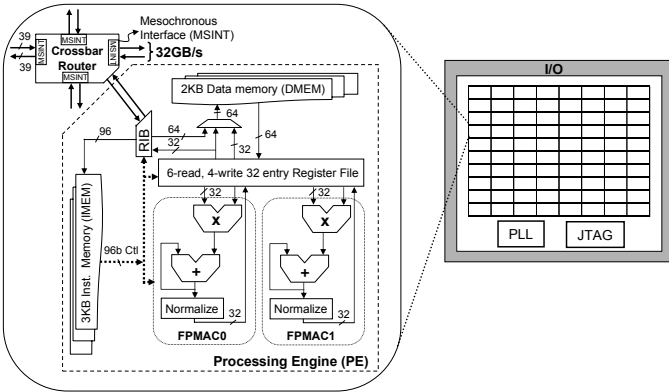 39
39
MSINT
MSINT
Crossbar
Router
MSINT
MSINT
Mesochronous
Interface (MSINT)
32GB/s
2KB Data memory (DMEM)
64
64
96
RIB
64
32
32
6-read, 4-write 32 entry Register File
32
32
3KB Inst. Memory (IMEM)
96b Ctl
x
+
Normalize
32
FPMAC0
x
+
Normalize
32
FPMAC1
Processing Engine (PE)
I/O
PLL
JTAG